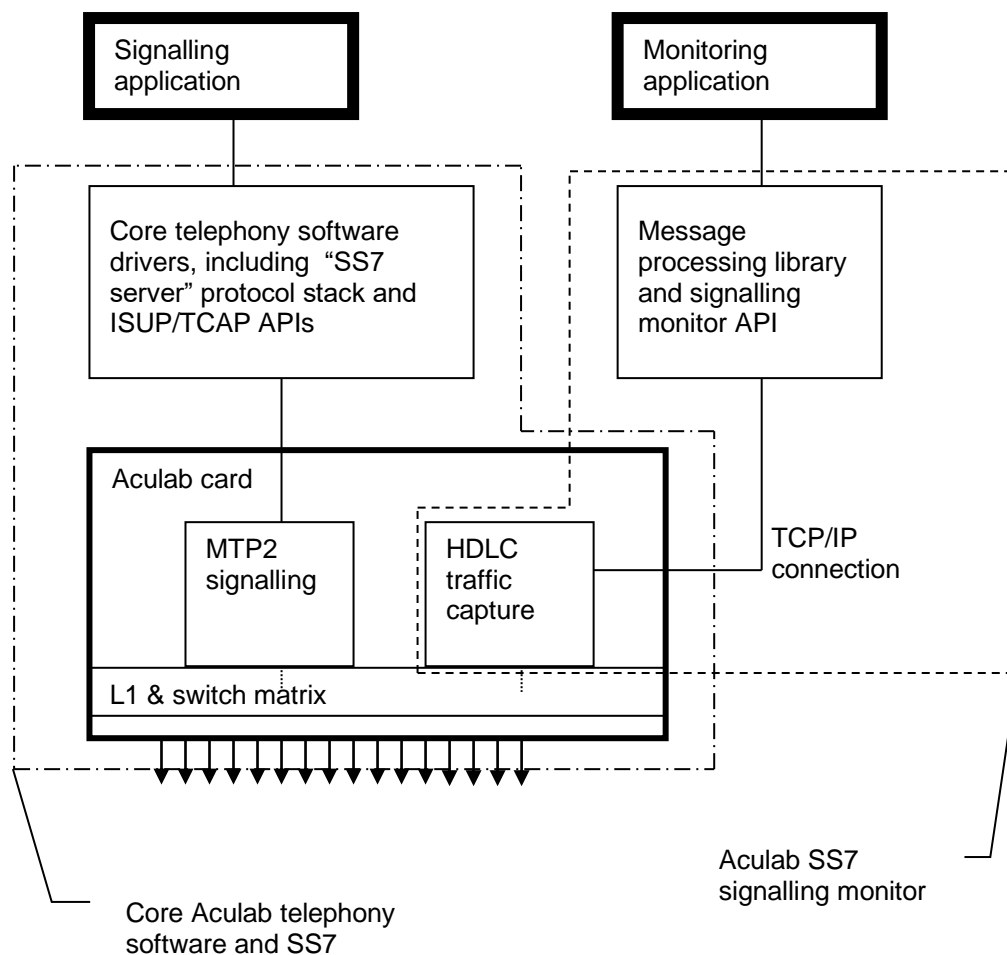 Signalling
application
Monitoring
application
Core telephony software
drivers, including “SS7
server” protocol stack and
ISUP/TCAP APIs
Message
processing library
and signalling
monitor API
Aculab card
MTP2
signalling
HDLC
traffic
capture
TCP/IP
connection
L1 & switch matrix
Aculab SS7
signalling monitor
Core Aculab telephony
software and SS7